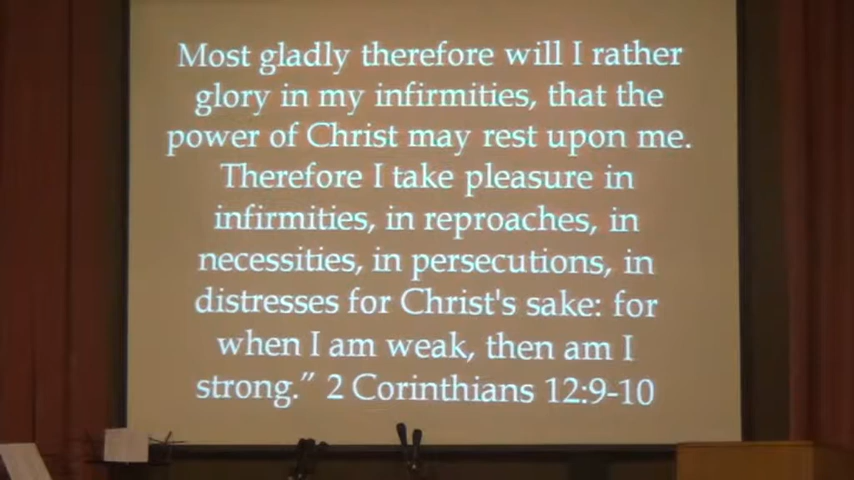 Most gladly therefore will I rather
glory in my infirmities, that the
power of Christ may rest upon me.
Therefore I take pleasure in
infirmities, in reproaches, in
necessities, in persecutions, in
distresses for Christ's sake: for
when I am weak, then am I
strong.” 2 Corinthians 12:9-10